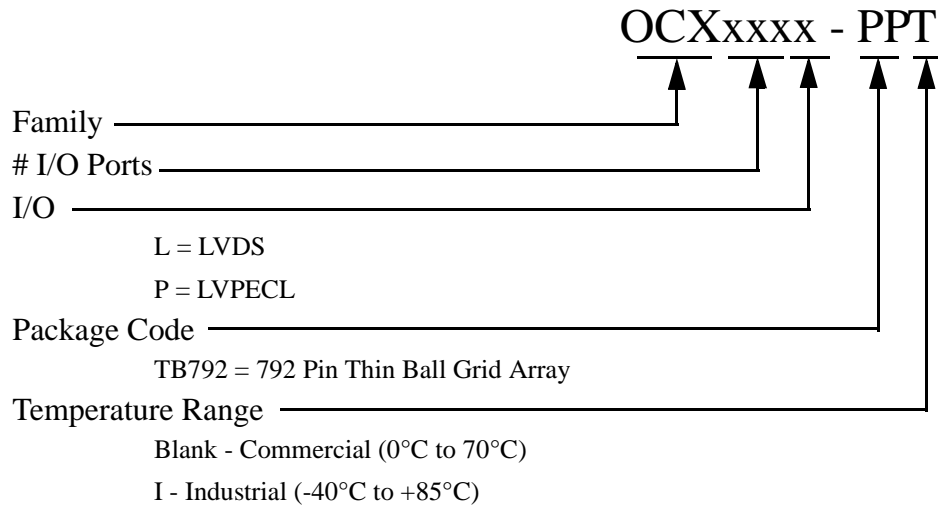 OCXxxxx - PPT
Family
# I/O Ports
I/O
L = LVDS
P = LVPECL
Package Code
TB792 = 792 Pin Thin Ball Grid Array
Temperature Range
Blank - Commercial (0°C to 70°C)
I - Industrial (-40°C to +85°C)